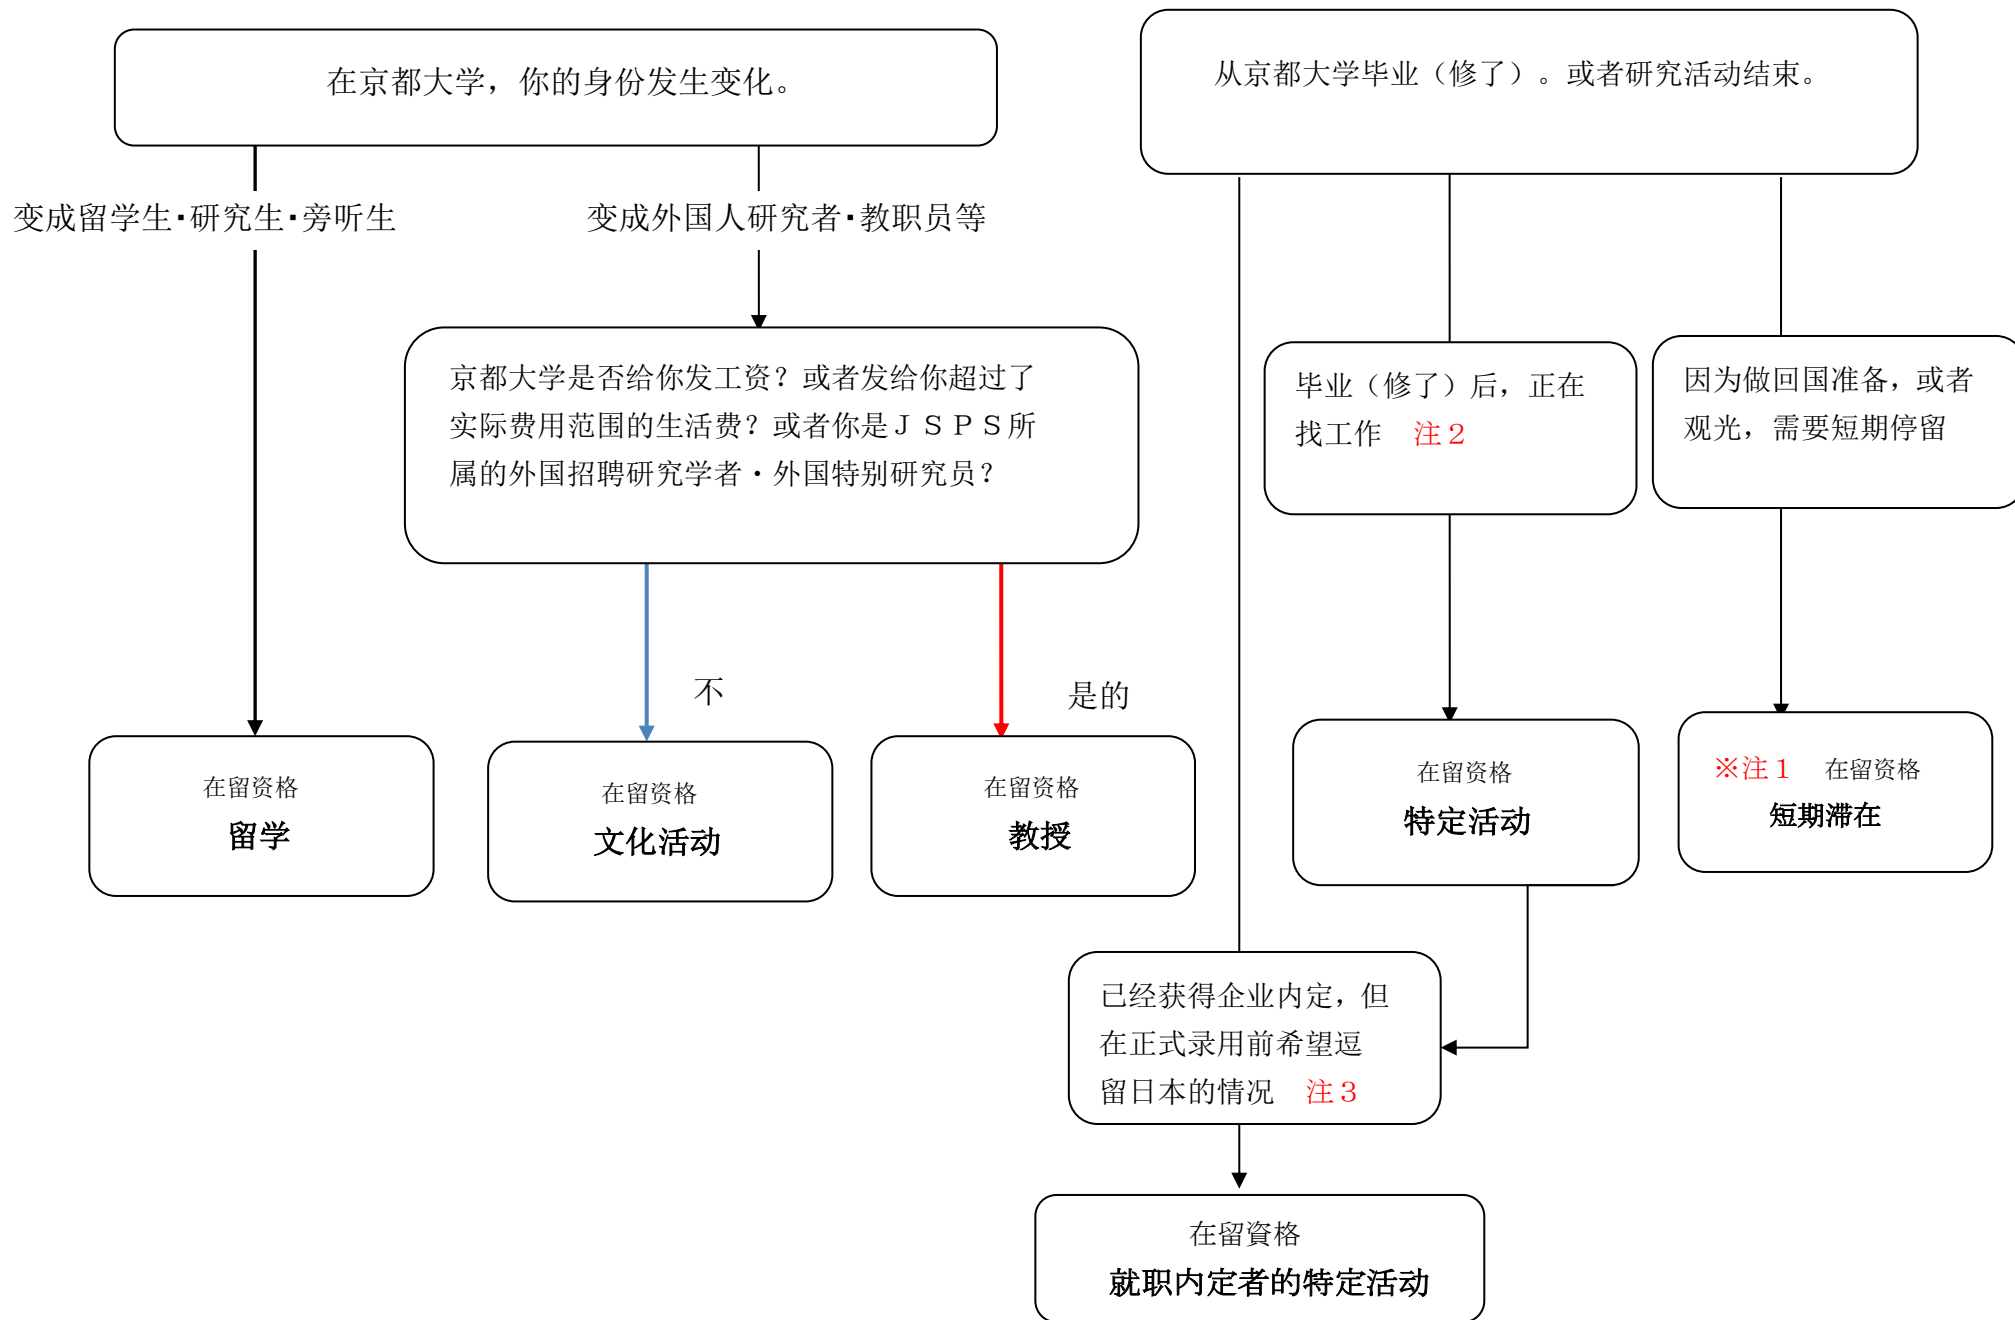 在京都大学，你的身份发生变化。
变成留学生▪研究生▪旁听生
变成外国人研究者▪教职员等
京都大学是否给你发工资？或者发给你超过了
实际费用范围的生活费？或者你是ＪＳＰＳ所
属的外国招聘研究学者・外国特别研究员？
不
是的
在留资格
留学
在留资格
文化活动
在留资格
教授
从京都大学毕业（修了）。或者研究活动结束。
毕业（修了）后，正在
找工作　注２
因为做回国准备，或者
观光，需要短期停留
在留资格
特定活动
※注１　在留资格
短期滞在
已经获得企业内定，但
在正式录用前希望逗
留日本的情况　注３
在留資格
就职内定者的特定活动